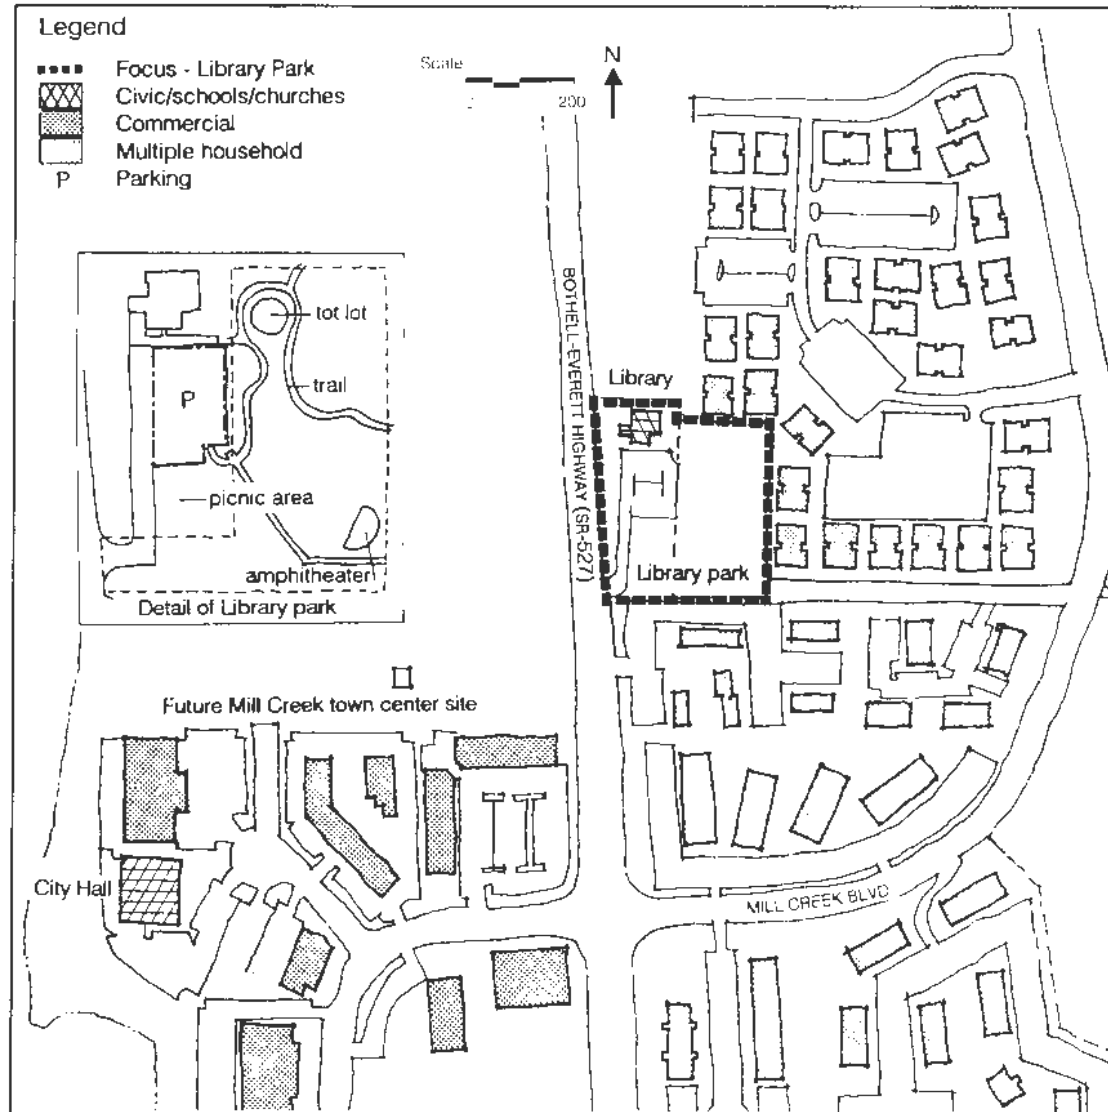 Legend
Focus - Library Park
Civic/schools/churches
Commercial
Multiple household
P Parking
Scale
200
N
BOTHELL-EVERETT HIGHWAY (SR-527)
tot lot
trail
P
picnic area
amphitheater
Detail of Library park
Library
Library park
Future Mill Creek town center site
City Hall
MILL CREEK BLVD